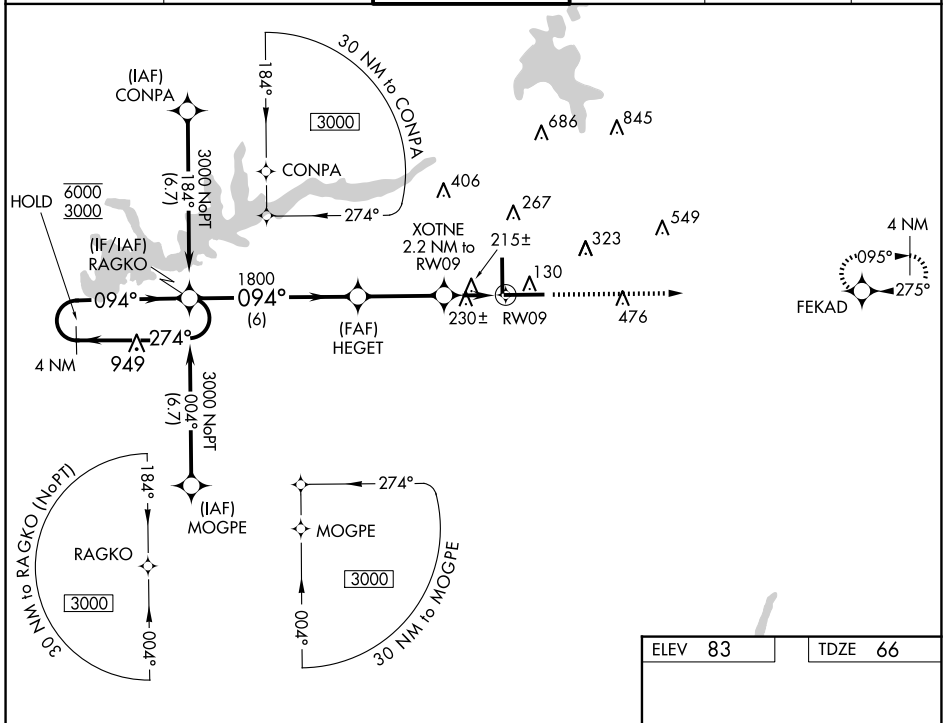 (IAF)
CONPA
184°
30 NM to CONPA
3000
CONPA
274°
3000 NoPT
184°
(6.7)
HOLD
6000
3000
(IF/IAF)
RAGKO
094°
274°
949
4 NM
1800
094°
(6)
(FAF)
HEGET
XOTNE
2.2 NM to
RW09
406
686
845
267
215±
323
549
130
230±
RW09
476
4 NM
095°
275°
FEKAD
3000 NoPT
004°
(6.7)
(IAF)
MOGPE
30 NM to RAGKO (NoPT)
184°
RAGKO
3000
004°
274°
MOGPE
3000
004°
30 NM to MOGPE
ELEV 83
TDZE 66